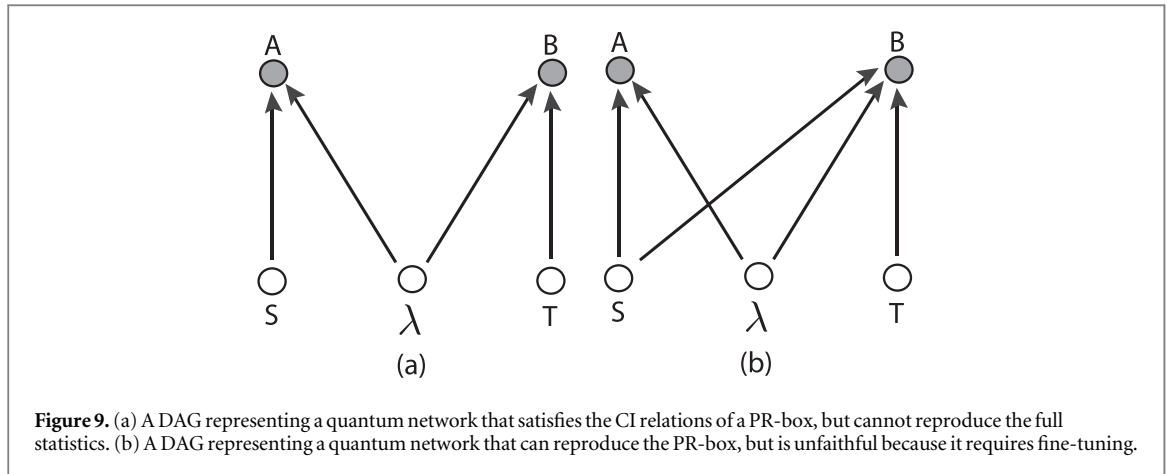 A B A B
S λ T S λ T
(a) (b)
Figure 9. (a) A DAG representing a quantum network that satisfies the CI relations of a PR-box, but cannot reproduce the full
statistics. (b) A DAG representing a quantum network that can reproduce the PR-box, but is unfaithful because it requires fine-tuning.